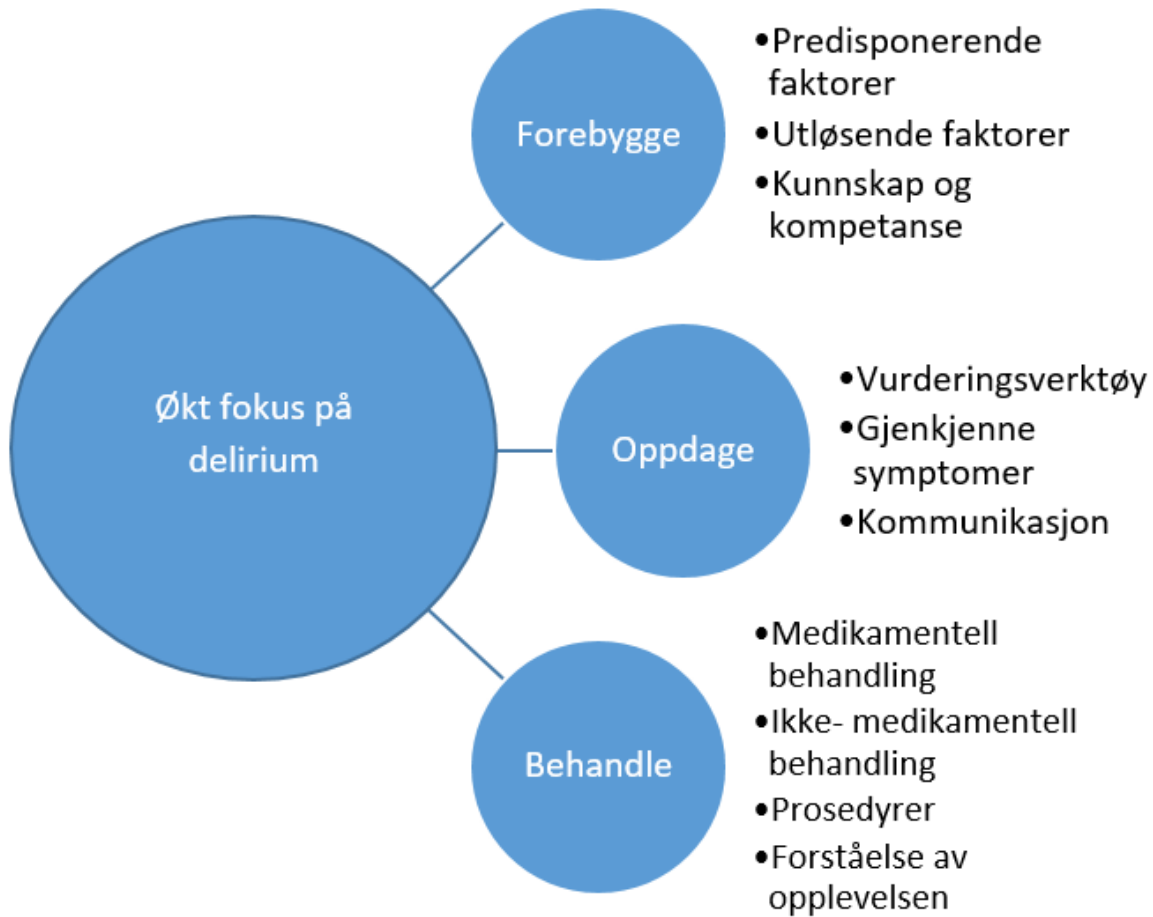 Økt fokus på
delirium
Forebygge
•Predisponerende
faktorer
•Utløsende faktorer
•Kunnskap og
kompetanse
Oppdage
•Vurderingsverktøy
•Gjenkjenne
symptomer
•Kommunikasjon
Behandle
•Medikamentell
behandling
•Ikke- medikamentell
behandling
•Prosedyrer
•Forståelse av
opplevelsen